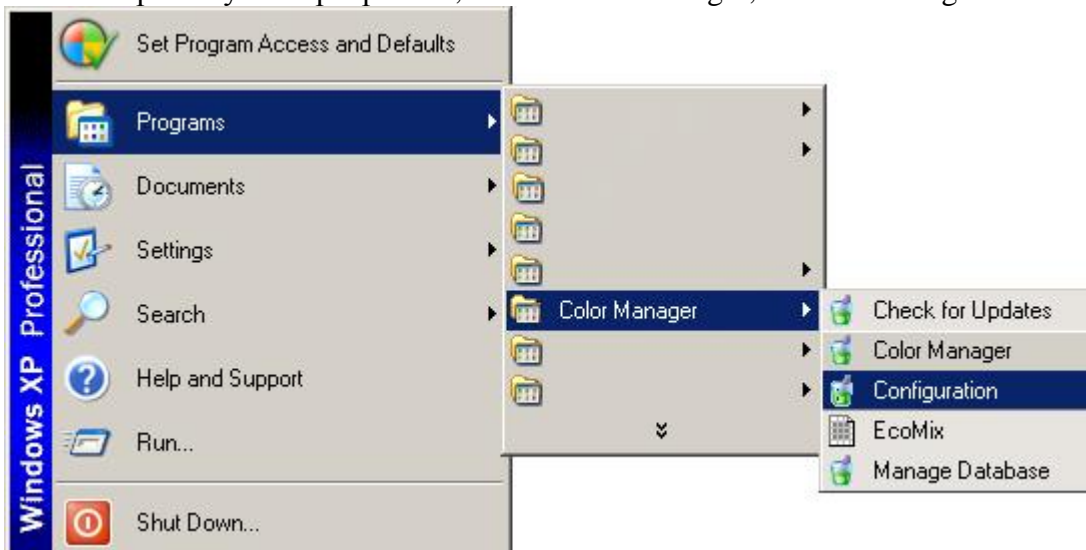 Set Program Access and Defaults
Programs
Documents
Settings
Search
Help and Support
Run...
Shut Down...
Windows XP Professional
Color Manager
Check for Updates
Color Manager
Configuration
EcoMix
Manage Database